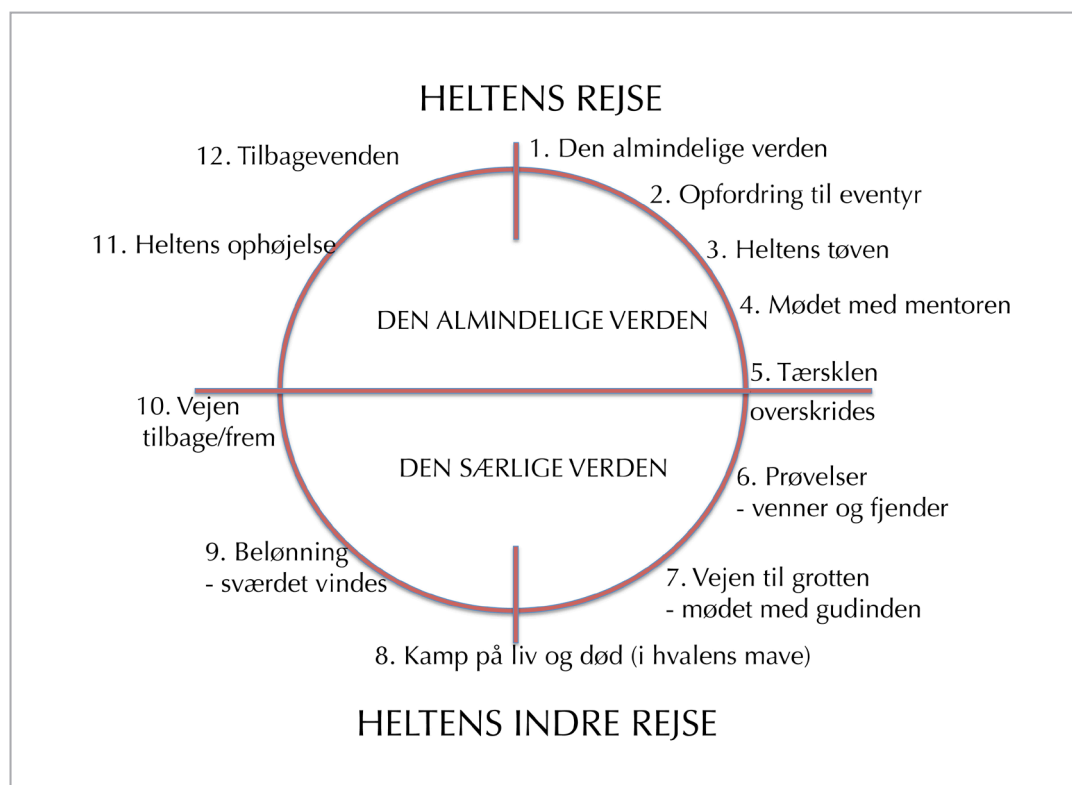 HELTENS REJSE
1. Den almindelige verden
2. Opfordring til eventyr
3. Heltens tøven
4. Mødet med mentoren
5. Tærsklen
overskrides
6. Prøvelser
- venner og fjender
7. Vejen til grotten
- mødet med gudinden
8. Kamp på liv og død (i hvalens mave)
9. Belønning
- sværdet vindes
10. Vejen
tilbage/frem
11. Heltens ophøjelse
12. Tilbagevenden
DEN ALMINDELIGE VERDEN
DEN SÆRLIGE VERDEN
HELTENS INDRE REJSE